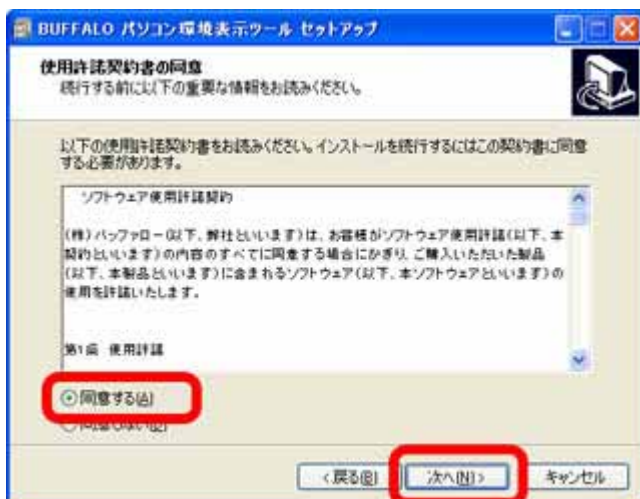 BUFFALO パソコン環境表示ツール セットアップ
使用許諾契約書の同意
続行する前に以下の重要な情報をお読みください。
以下の使用許諾契約書をお読みください。インストールを続行するにはこの契約書に同意
する必要があります。
ソフトウェア使用許諾契約
(株)バッファロー(以下、弊社といいます)は、お客様がソフトウェア使用許諾(以下、本
契約といいます)の内容のすべてに同意する場合にかぎり、ご購入いただいた製品
(以下、本製品といいます)に含まれるソフトウェア(以下、本ソフトウェアといいます)の
使用を許諾いたします。
第1条 使用許諾
同意する(A)
同意しない(D)
<戻る(B)
次へ(N)>
キャンセル